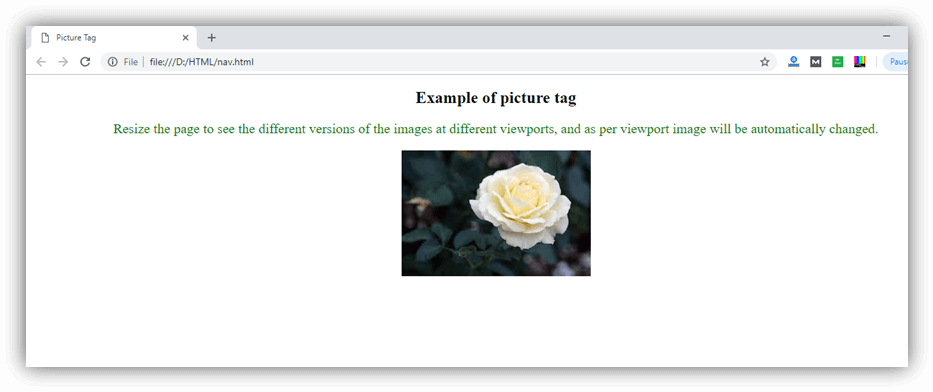 Picture Tag
File
file:///D:/HTML/nav.html
Pause
Example of picture tag
Resize the page to see the different versions of the images at different viewports, and as per viewport image will be automatically changed.